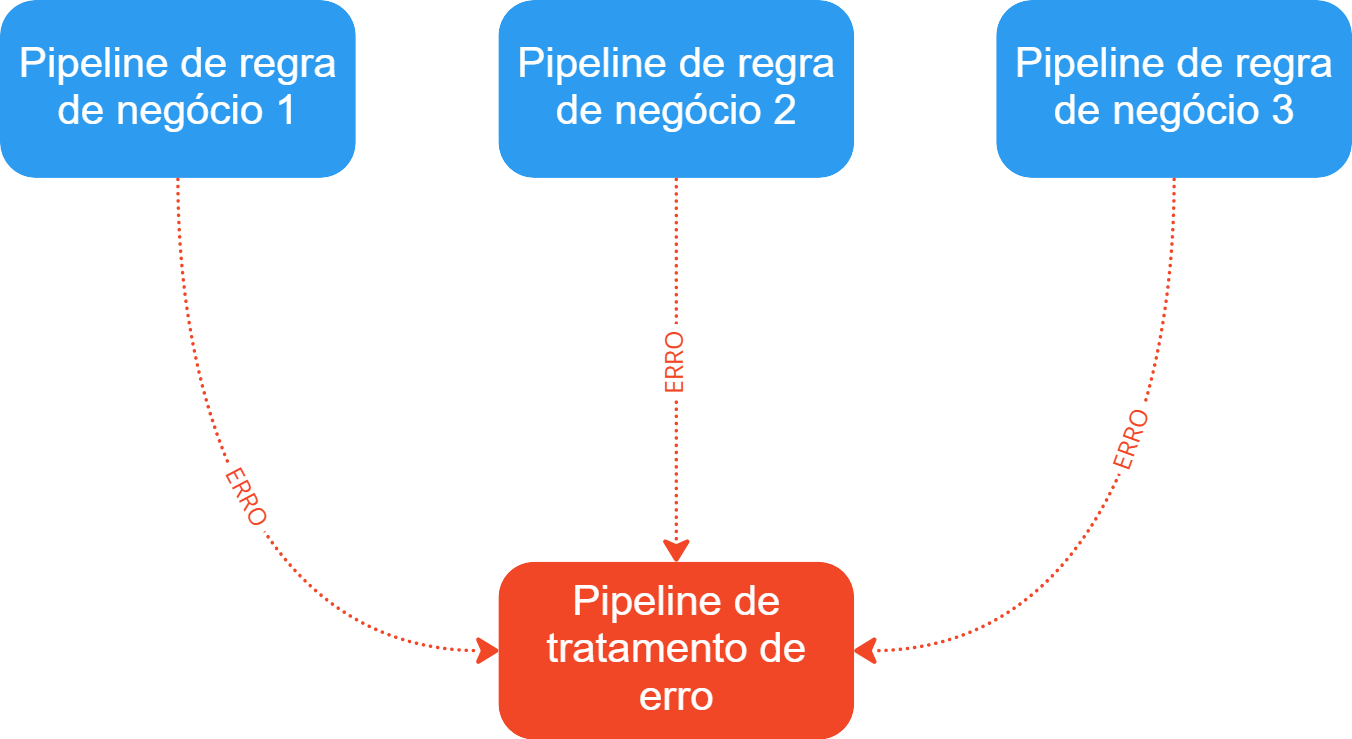 Pipeline de regra
de negócio 1
Pipeline de regra
de negócio 2
Pipeline de regra
de negócio 3
ERRO
ERRO
ERRO
Pipeline de
tratamento de
erro